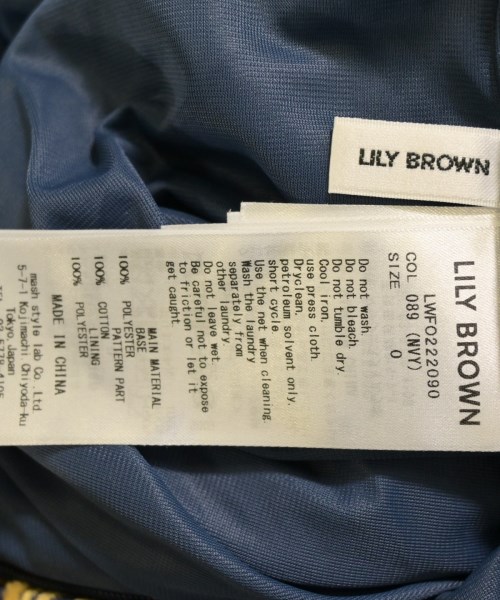 LILY BROWN
LILY BROWN
LWFO222090
COL 089 (NVY)
SIZE 0
Do not wash.
Do not bleach.
Do not tumble dry.
Cool iron.
use press cloth.
Dryclean.
petroleum solvent only.
short cycle
Use the net when cleaning.
Wash the laundry
separately from
other laundry.
Do not leave wet.
Be careful not to expose
to friction or let it
get caught
MAIN MATERIAL
BASE
100% POLYESTER
PATTERN PART
100% COTTON
LINING
100% POLYESTER
MADE IN CHINA
mash style lab Co. Ltd.
5-7-1 Kojimachi Chiyoda-ku
Tokyo, Japan